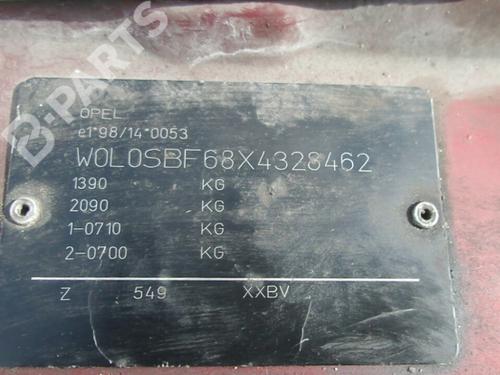 B-PARTS
OPEL
e1*98/14*0053
W0L0SBF68X4328462
1390 KG
2090 KG
1-0710 KG
2-0700 KG
Z 549 XXBV